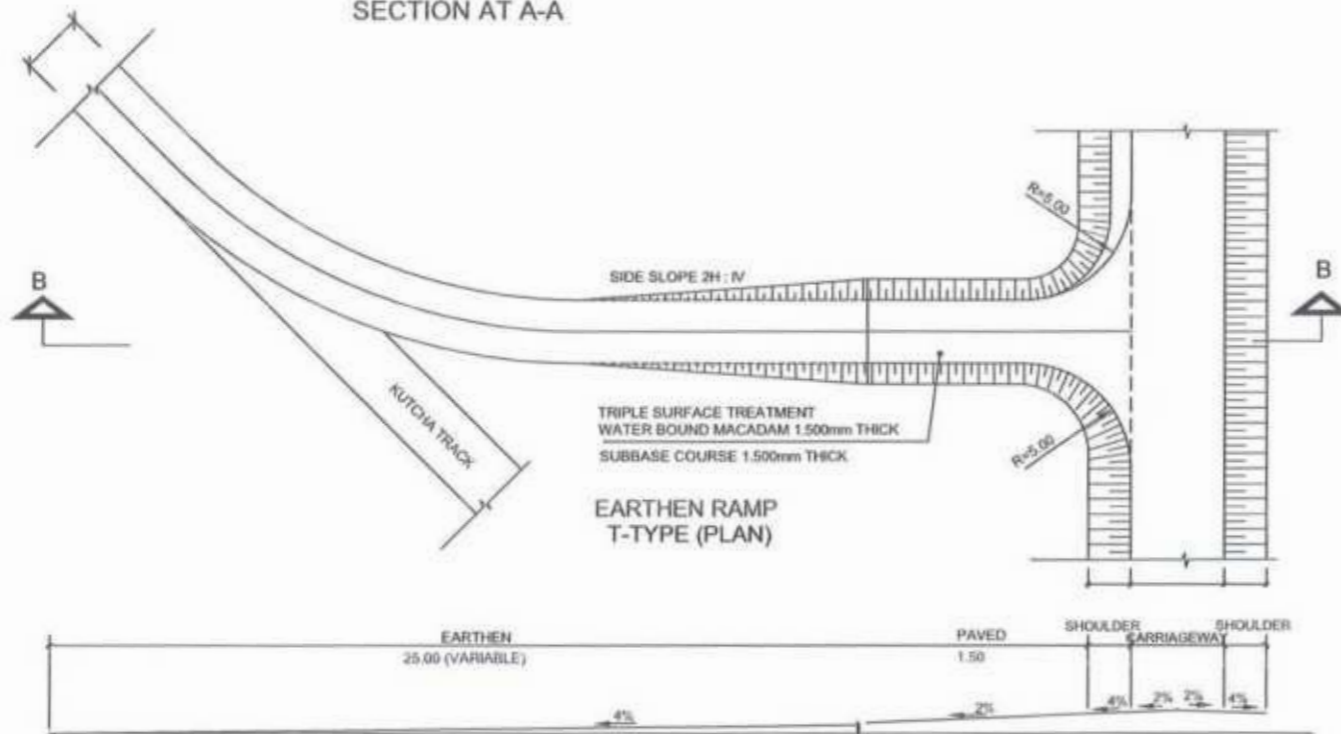 SECTION AT A-A
R=5.00
B
B
SIDE SLOPE 2H : IV
KUTCHA TRACK
TRIPLE SURFACE TREATMENT
WATER BOUND MACADAM 1.500mm THICK
SUBBASE COURSE 1.500mm THICK
R=5.00
EARTHEN RAMP
T-TYPE (PLAN)
EARTHEN
25.00 (VARIABLE)
PAVED
1.50
SHOULDER
CARRIAGEWAY
SHOULDER
4%
2%
4%
2%
2%
4%